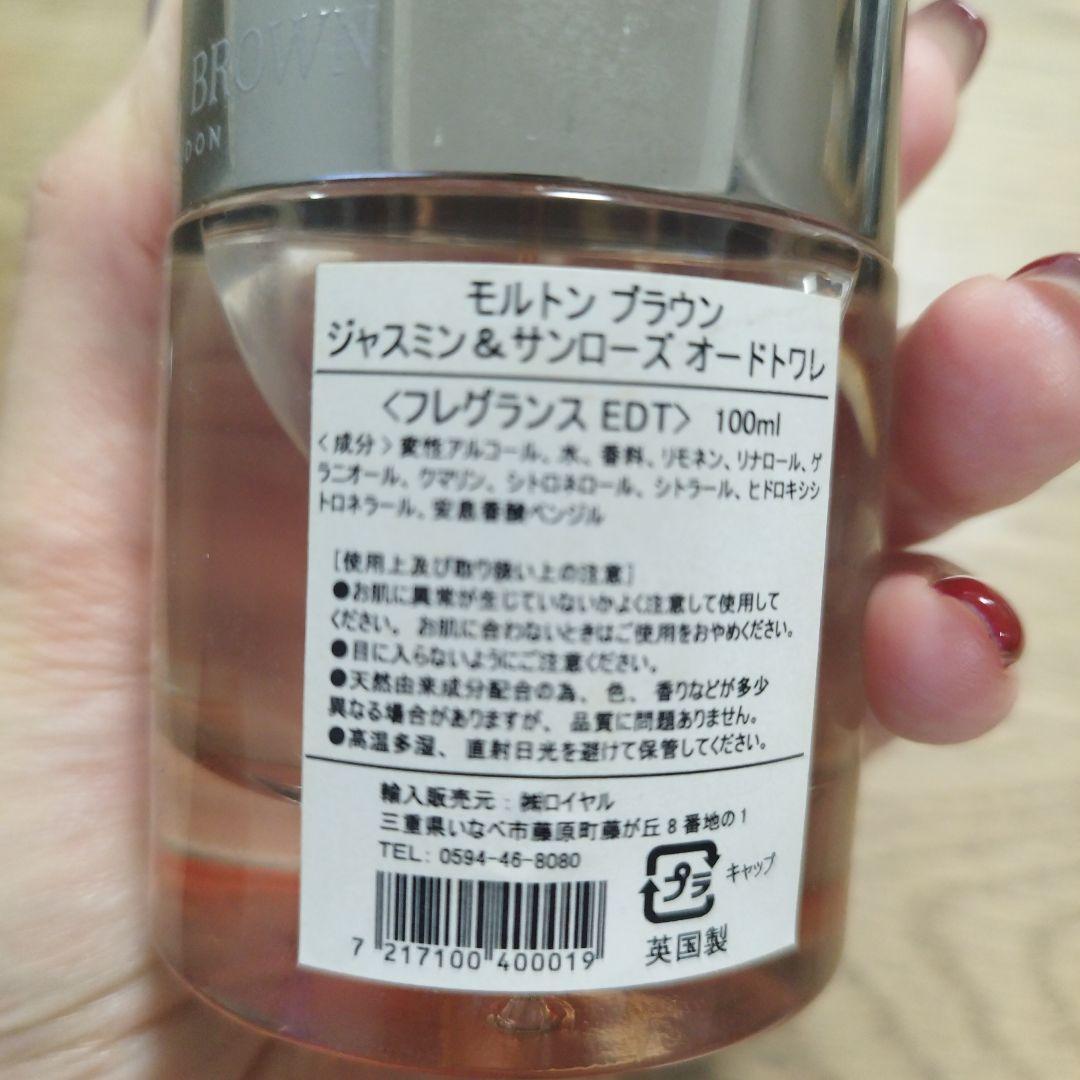 BROWN
DON
モルトン ブラウン
ジャスミン＆サンローズ オードトワレ
〈フレグランス EDT〉 100ml
〈成分〉変性アルコール、水、香料、リモネン、リナロール、ゲ
ラニオール、クマリン、シトロネロール、シトラール、ヒドロキシシ
トロネラール、安息香酸ベンジル
［使用上及び取り扱い上の注意］
●お肌に異常が生じていないかよく注意して使用して
ください。お肌に合わないときはご使用をおやめください。
●目に入らないようにご注意ください。
●天然由来成分配合の為、色、香りなどが多少
異なる場合がありますが、品質に問題ありません。
●高温多湿、直射日光を避けて保管してください。
輸入販売元：㈱ロイヤル
三重県いなべ市藤原町藤が丘8番地の1
TEL: 0594-46-8080
プラ キャップ
7 217100 400019
英国製